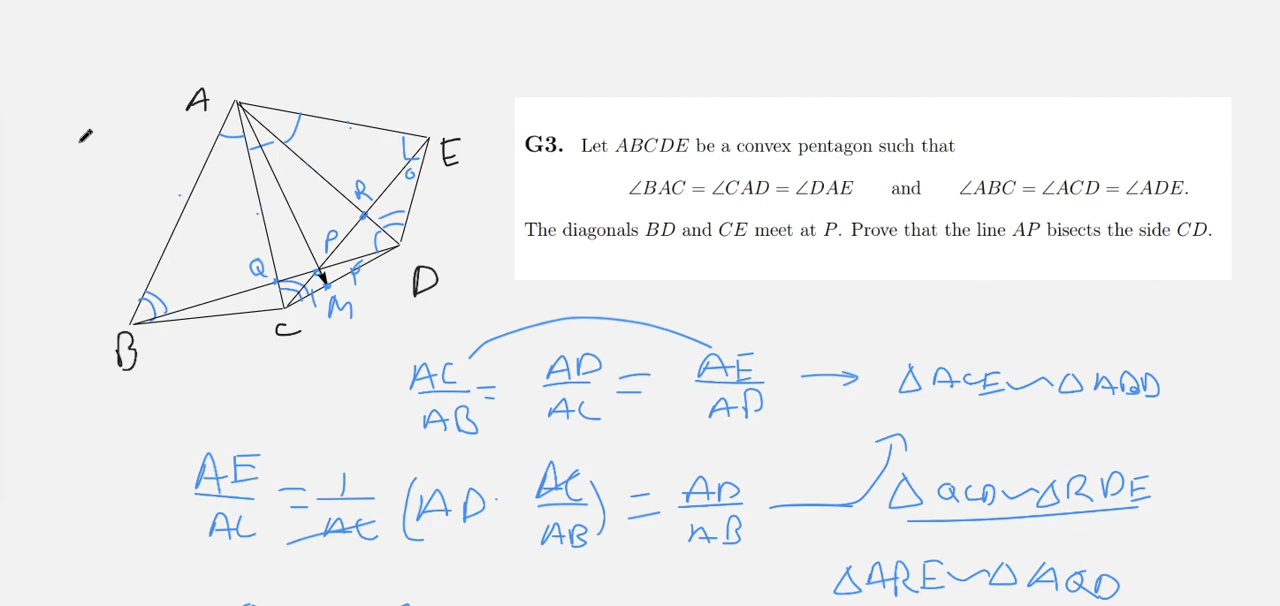 A
E
L
o
R
P
Q
F
D
M
C
B
G3. Let ABCDE be a convex pentagon such that
∠BAC = ∠CAD = ∠DAE and ∠ABC = ∠ACD = ∠ADE.
The diagonals BD and CE meet at P. Prove that the line AP bisects the side CD.
AC/AB = AD/AC = AE/AD → △ACE ~ △ABD
AE/AC = 1/AC (AD · AC/AB) = AD/AB
△QCD ~ △RDE
△ARE ~ △AQD